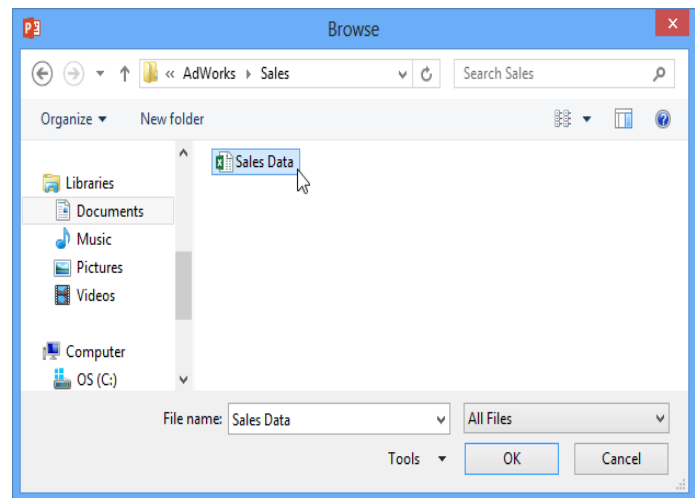 Browse
« AdWorks › Sales
Search Sales
Organize
New folder
Sales Data
Libraries
Documents
Music
Pictures
Videos
Computer
OS (C:)
File name:
Sales Data
All Files
Tools
OK
Cancel